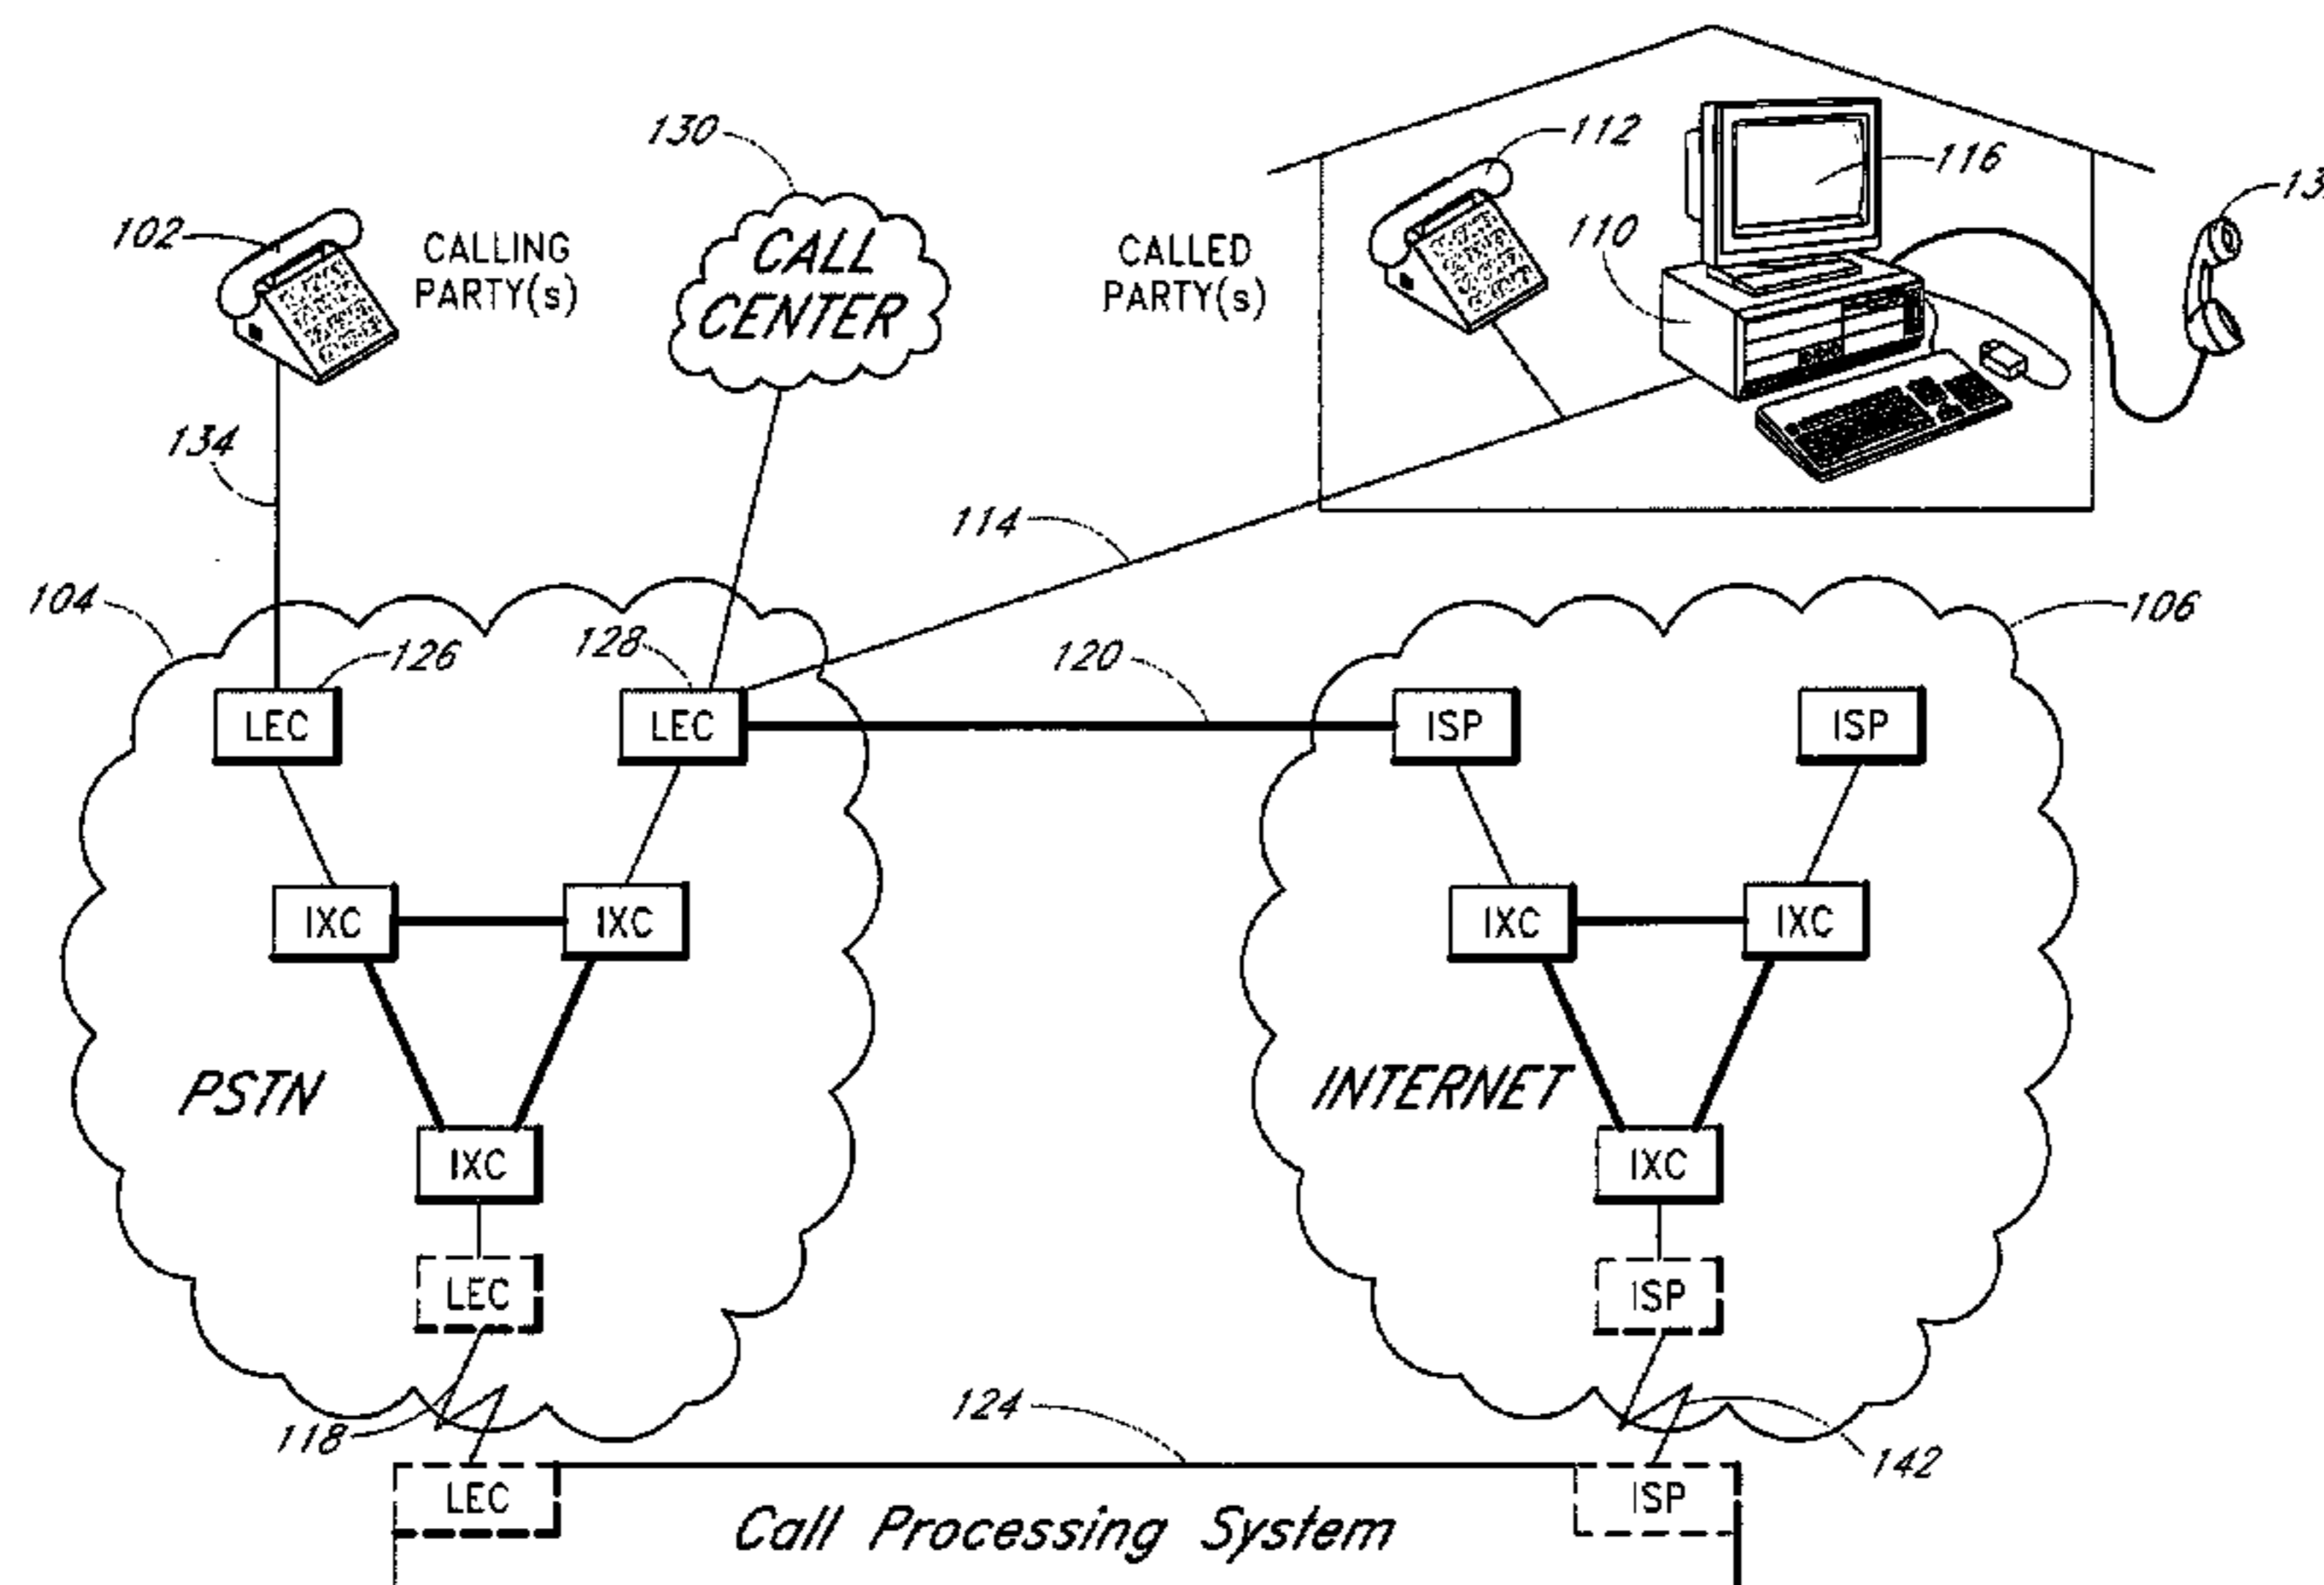 130
112
116
102
CALLING
PARTY(s)
CALL
CENTER
CALLED
PARTY(s)
110
134
114
104
126
128
120
106
LEC
LEC
ISP
ISP
IXC
IXC
IXC
IXC
PSTN
INTERNET
IXC
IXC
LEC
ISP
118
124
142
LEC
ISP
Call Processing System